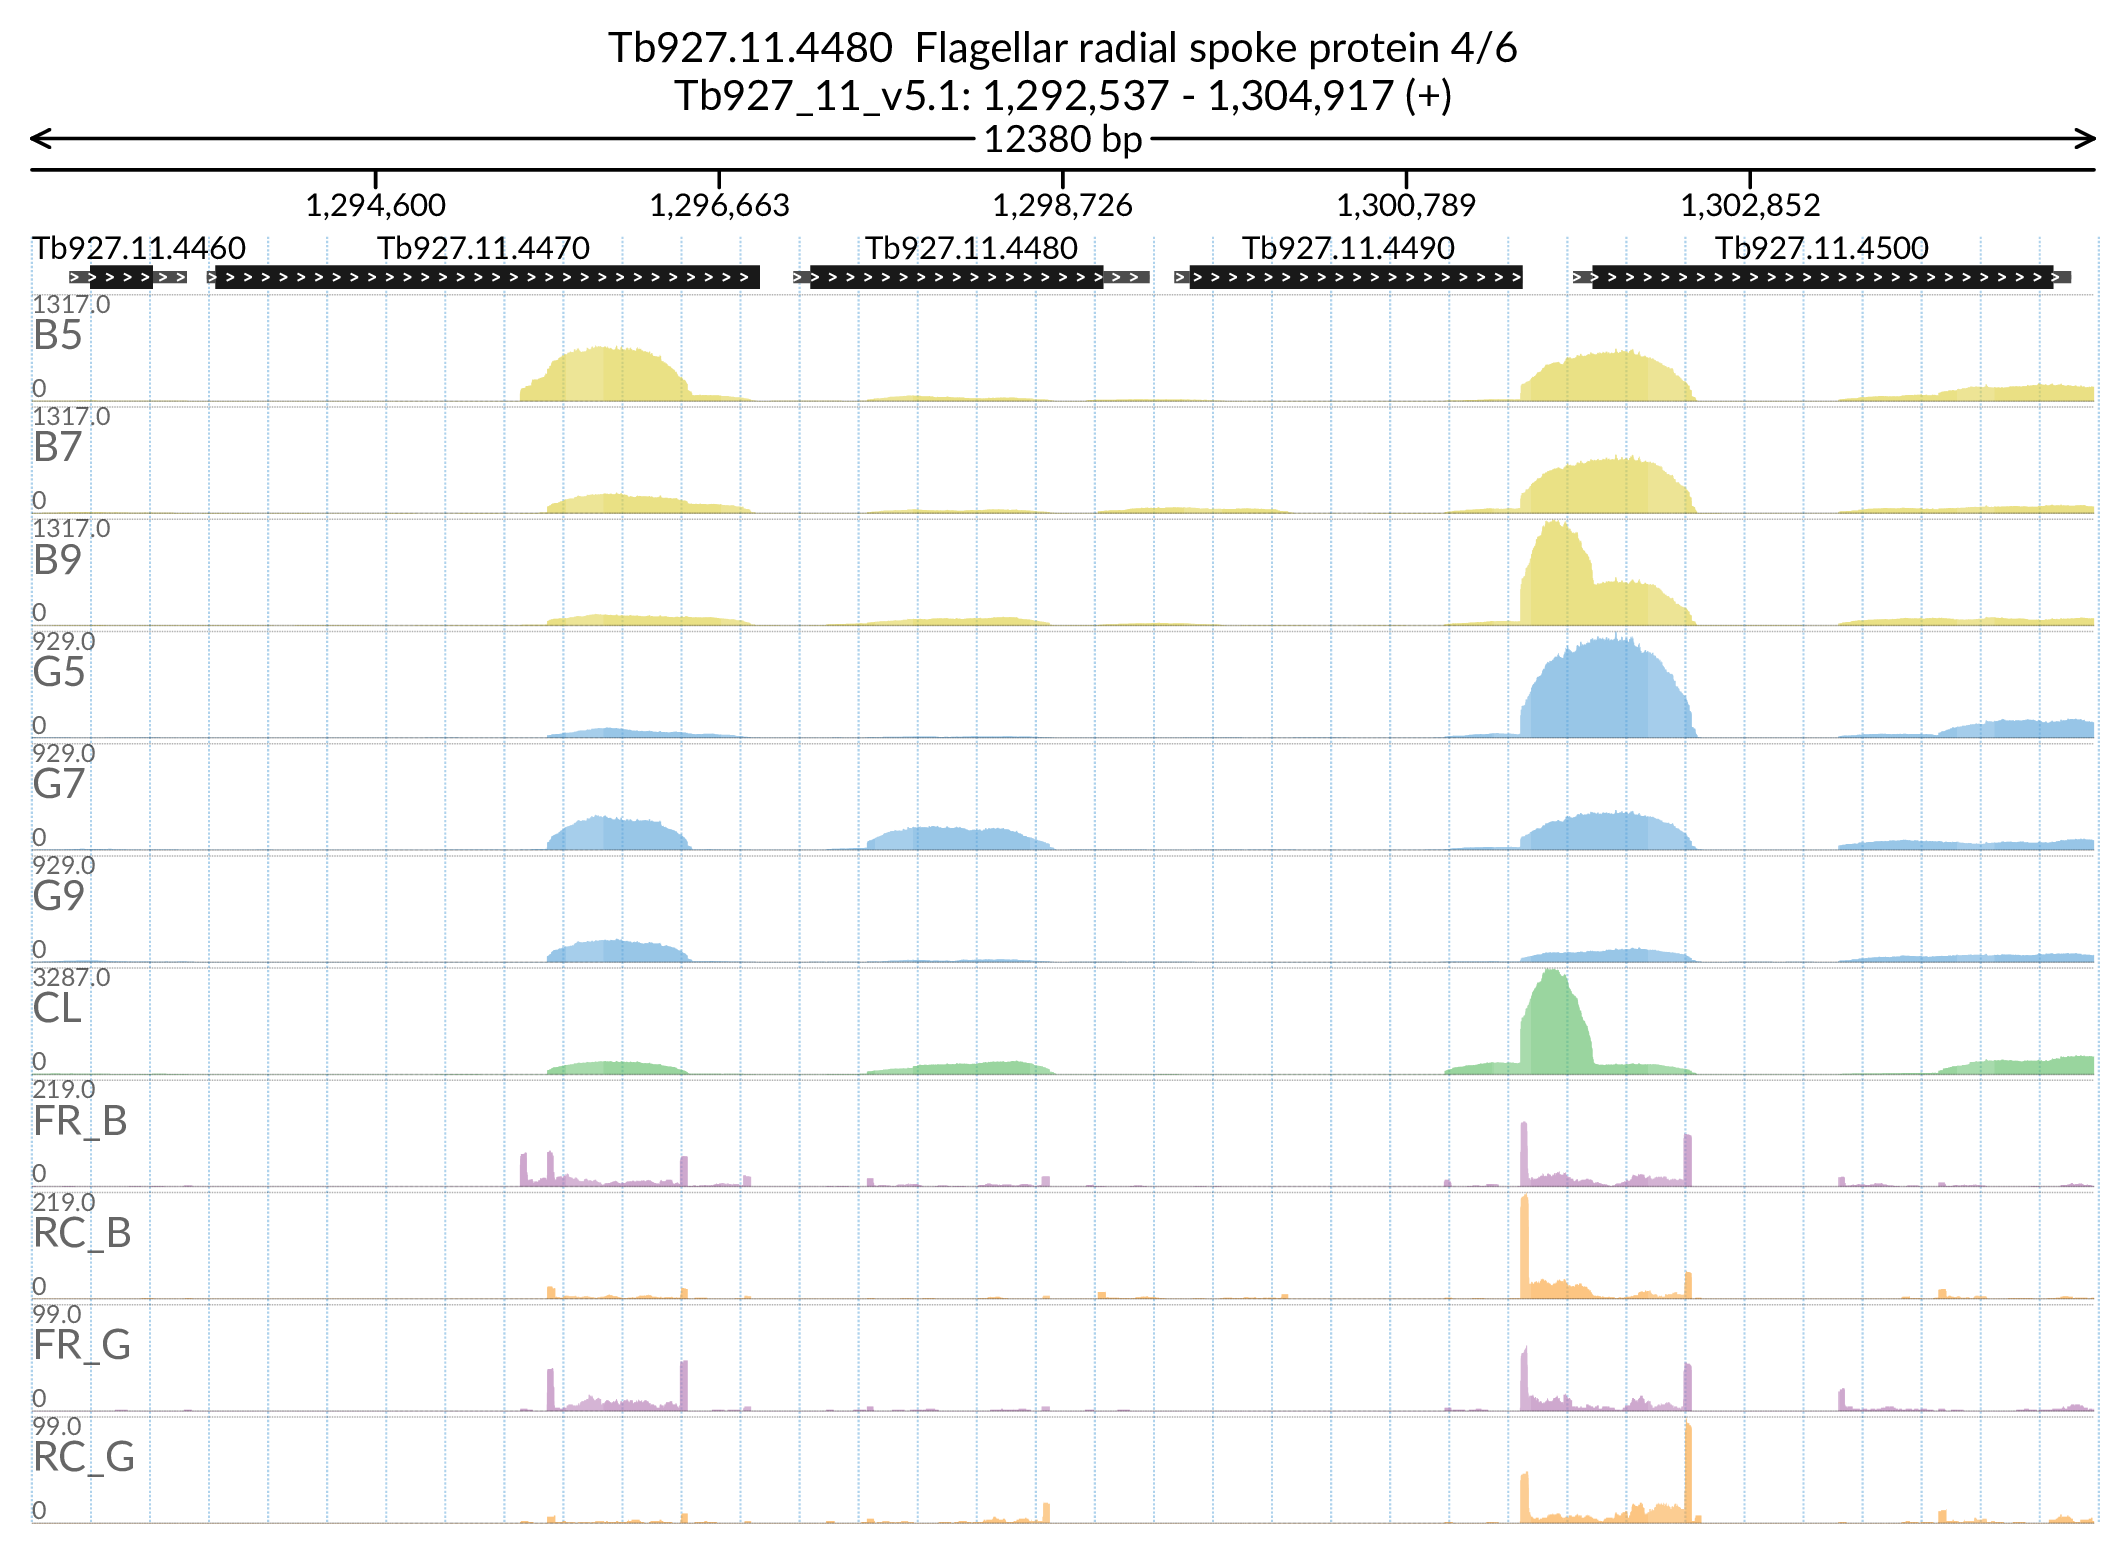 Tb927.11.4480 Flagellar radial spoke protein 4/6
Tb927_11_v5.1: 1,292,537 - 1,304,917 (+)
12380 bp
1,294,600 1,296,663 1,298,726 1,300,789 1,302,852
Tb927.11.4460 Tb927.11.4470 Tb927.11.4480 Tb927.11.4490 Tb927.11.4500
1317.0
B5
0
1317.0
B7
0
1317.0
B9
0
929.0
G5
0
929.0
G7
0
929.0
G9
0
3287.0
CL
0
219.0
FR_B
0
219.0
RC_B
0
99.0
FR_G
0
99.0
RC_G
0